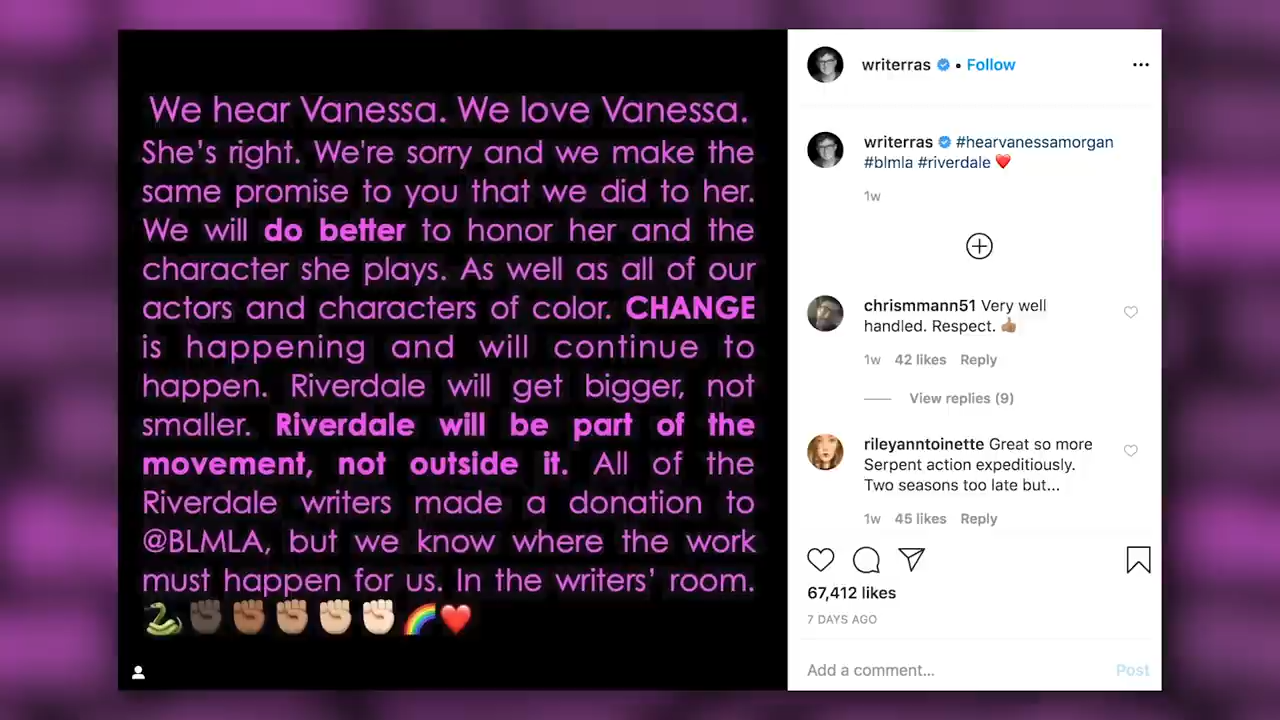 We hear Vanessa. We love Vanessa.
She's right. We're sorry and we make the
same promise to you that we did to her.
We will do better to honor her and the
character she plays. As well as all of our
actors and characters of color. CHANGE
is happening and will continue to
happen. Riverdale will get bigger, not
smaller. Riverdale will be part of the
movement, not outside it. All of the
Riverdale writers made a donation to
@BLMLA, but we know where the work
must happen for us. In the writers' room.
🐍✊🏿✊🏾✊🏽✊🏼✊🏻🌈❤️
writerras • Follow
writerras #hearvanessamorgan
#blmla #riverdale ❤️
1w
chrismmann51 Very well
handled. Respect. 👍🏽
1w 42 likes Reply
View replies (9)
rileyanntoinette Great so more
Serpent action expeditiously.
Two seasons too late but...
1w 45 likes Reply
67,412 likes
7 DAYS AGO
Add a comment... Post